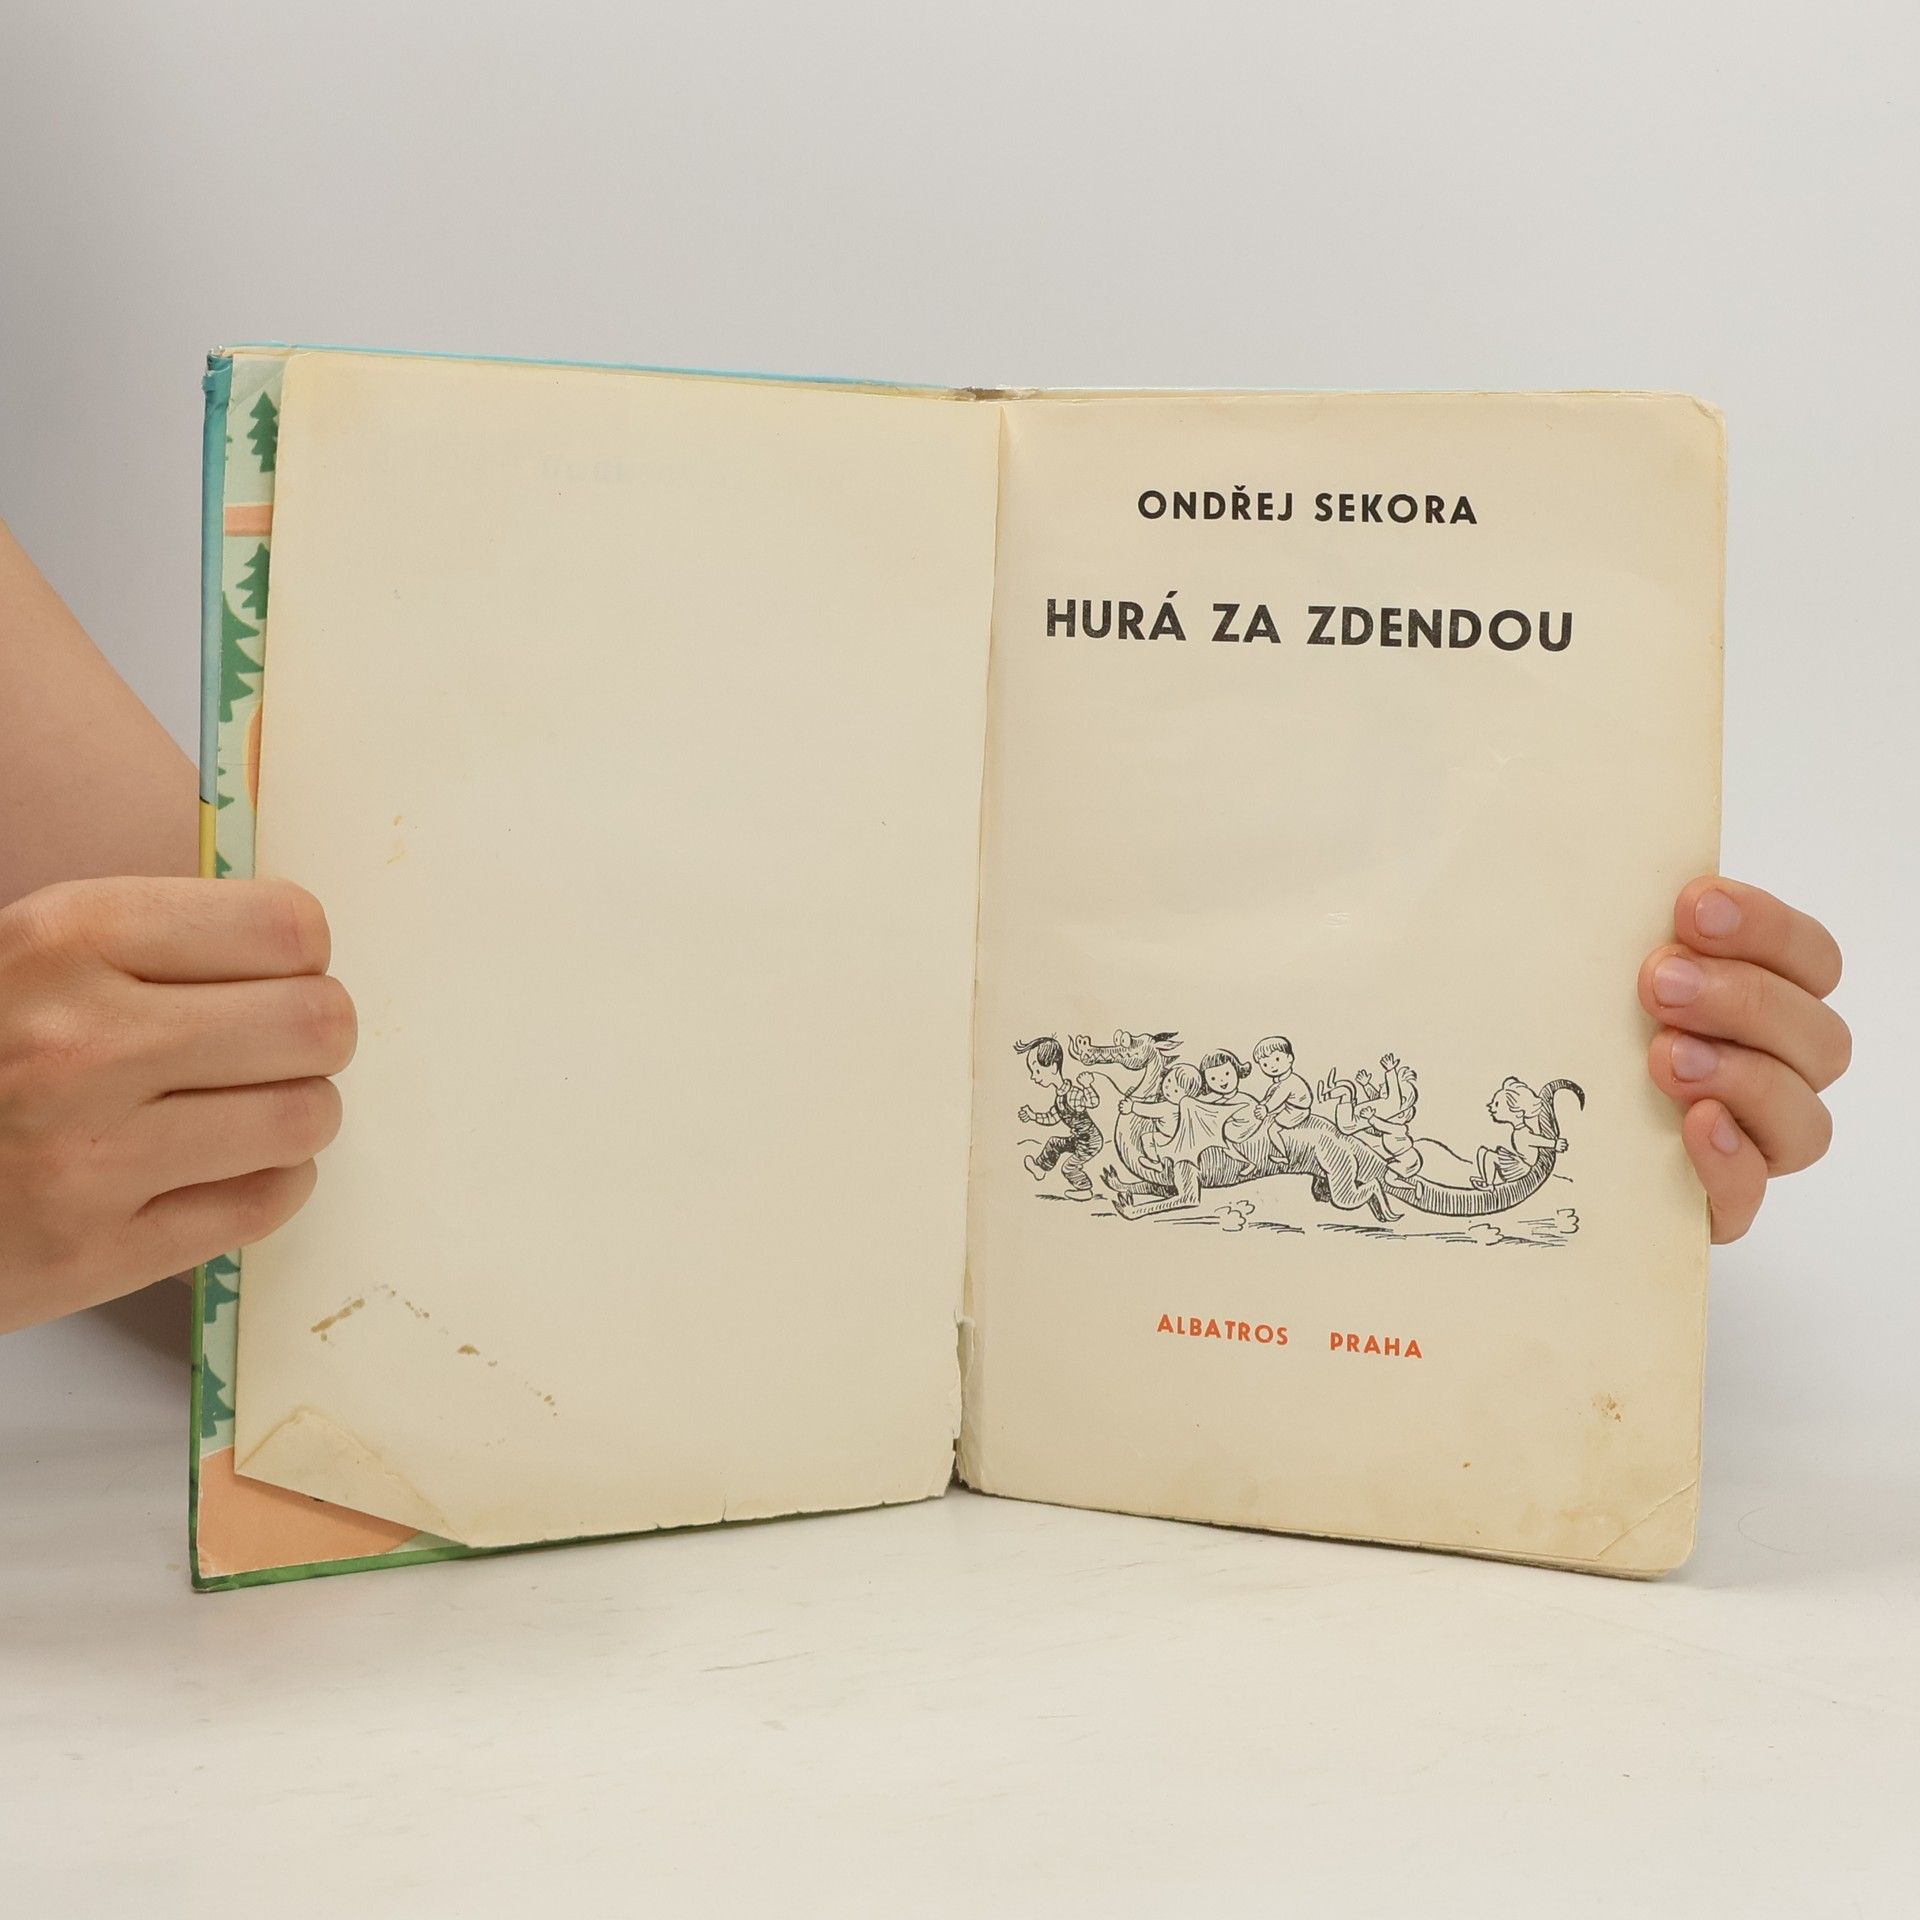 ONDŘEJ SEKORA
HURÁ ZA ZDENDOU
ALBATROS PRAHA